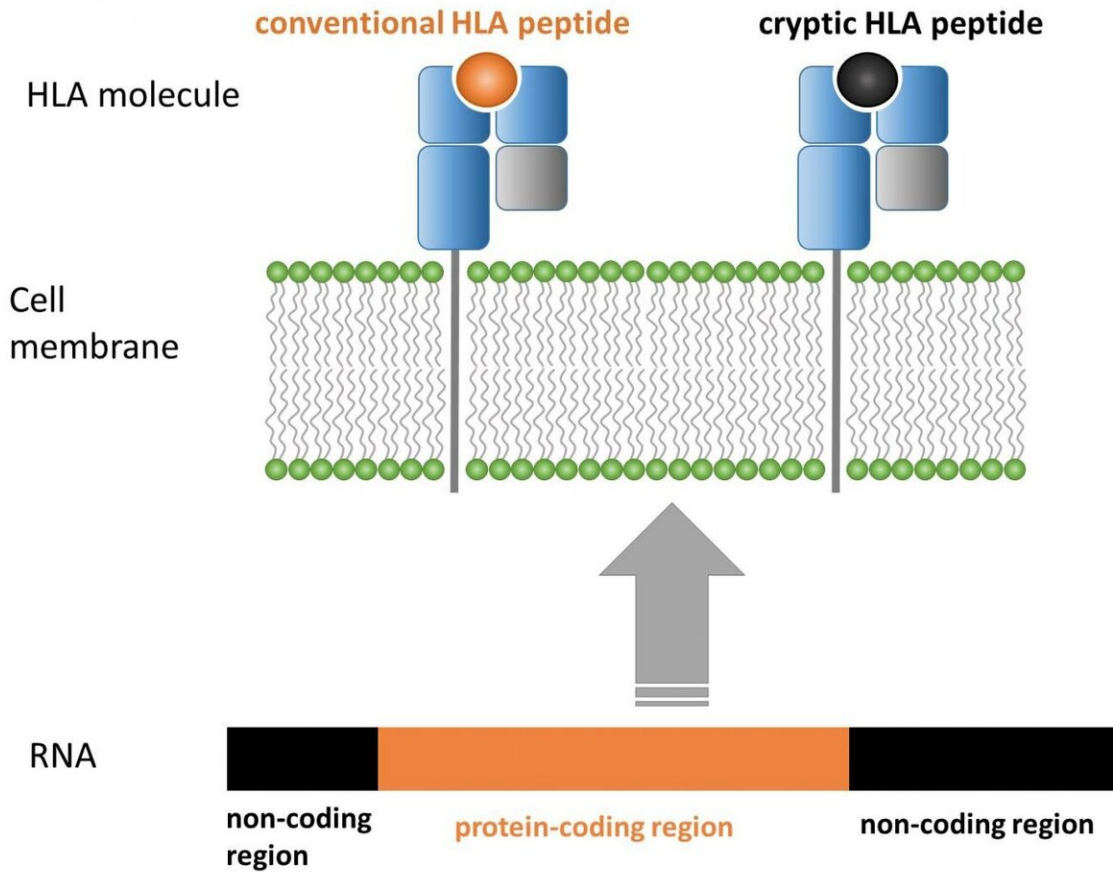 conventional HLA peptide
cryptic HLA peptide
HLA molecule
Cell
membrane
RNA
non-coding
region
protein-coding region
non-coding region